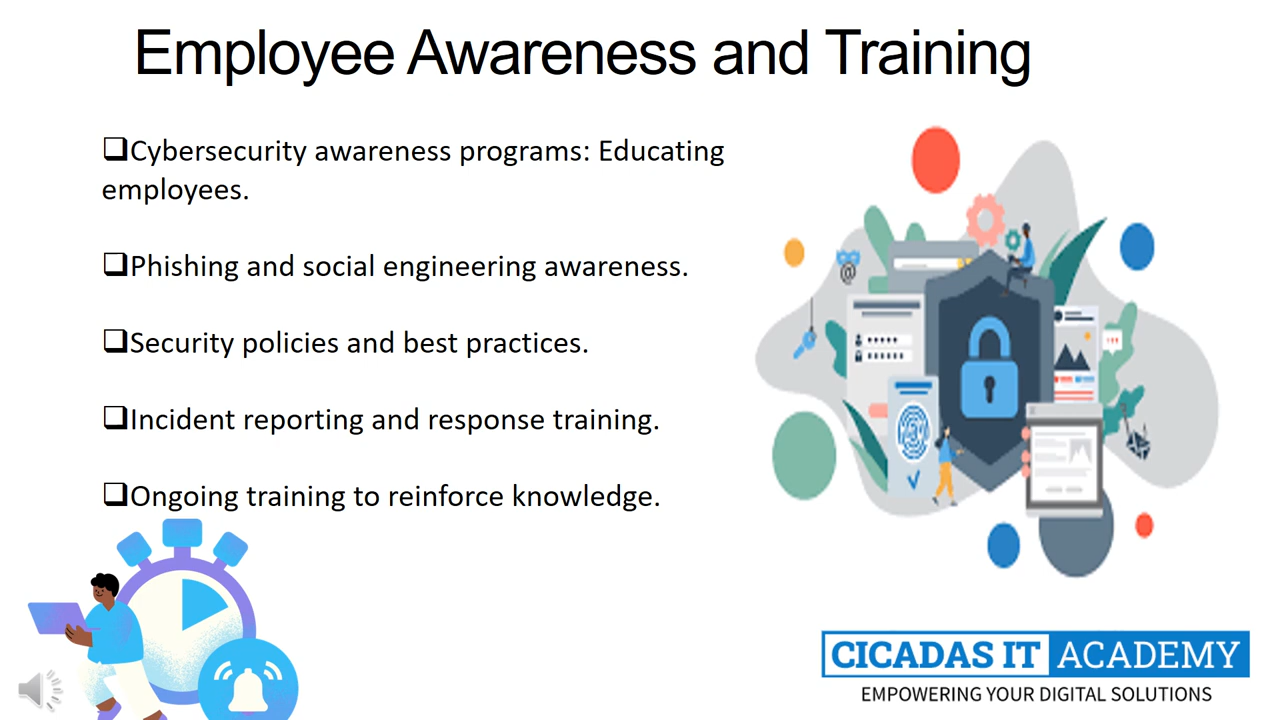 Employee Awareness and Training
❑Cybersecurity awareness programs: Educating
employees.
❑Phishing and social engineering awareness.
❑Security policies and best practices.
❑Incident reporting and response training.
❑Ongoing training to reinforce knowledge.
@
CICADAS IT ACADEMY
EMPOWERING YOUR DIGITAL SOLUTIONS